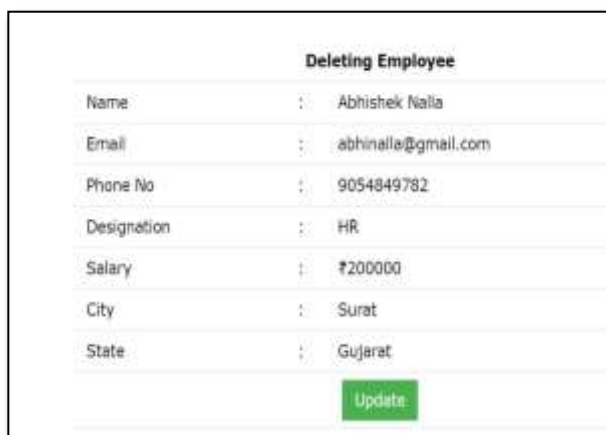 Deleting Employee
Name : Abhishek Nalla
Email : abhinalla@gmail.com
Phone No : 9054849782
Designation : HR
Salary : ₹200000
City : Surat
State : Gujarat
Update